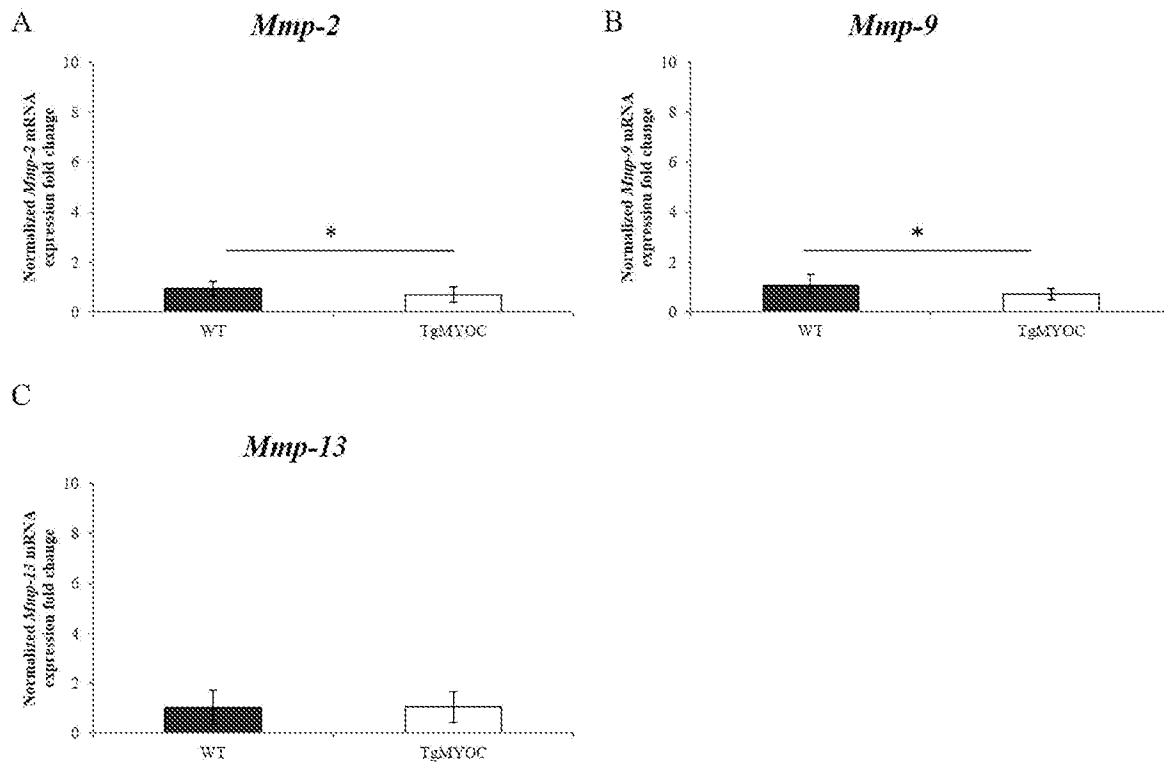 A
Mmp-2
Normalized Mmp-2 mRNA
expression fold change
10
8
6
4
2
0
*
WT
TgMYOC
B
Mmp-9
Normalized Mmp-9 mRNA
expression fold change
10
8
6
4
2
0
*
WT
TgMYOC
C
Mmp-13
Normalized Mmp-13 mRNA
expression fold change
10
8
6
4
2
0
WT
TgMYOC